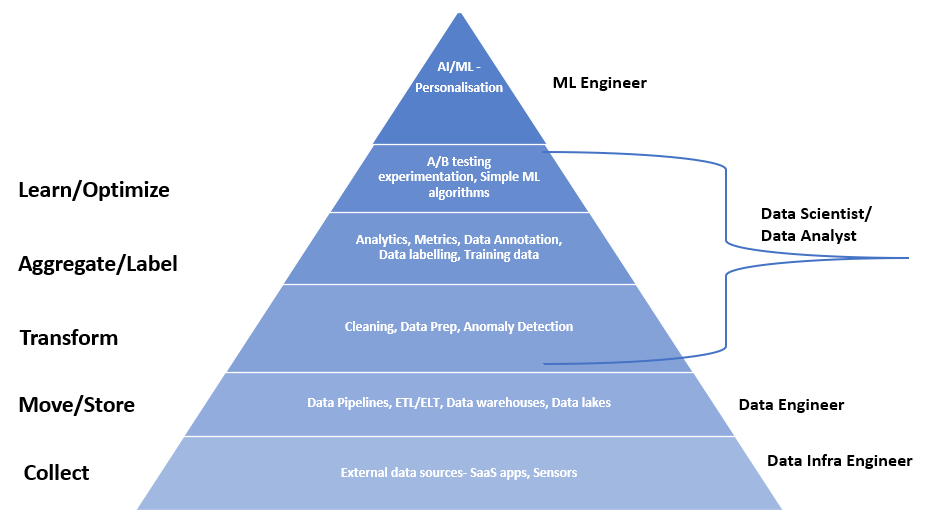 AI/ML -
Personalisation
ML Engineer
A/B testing
experimentation, Simple ML
algorithms
Learn/Optimize
Data Scientist/
Data Analyst
Analytics, Metrics, Data Annotation,
Data labelling, Training data
Aggregate/Label
Cleaning, Data Prep, Anomaly Detection
Transform
Move/Store
Data Pipelines, ETL/ELT, Data warehouses, Data lakes
Data Engineer
Collect
External data sources- SaaS apps, Sensors
Data Infra Engineer